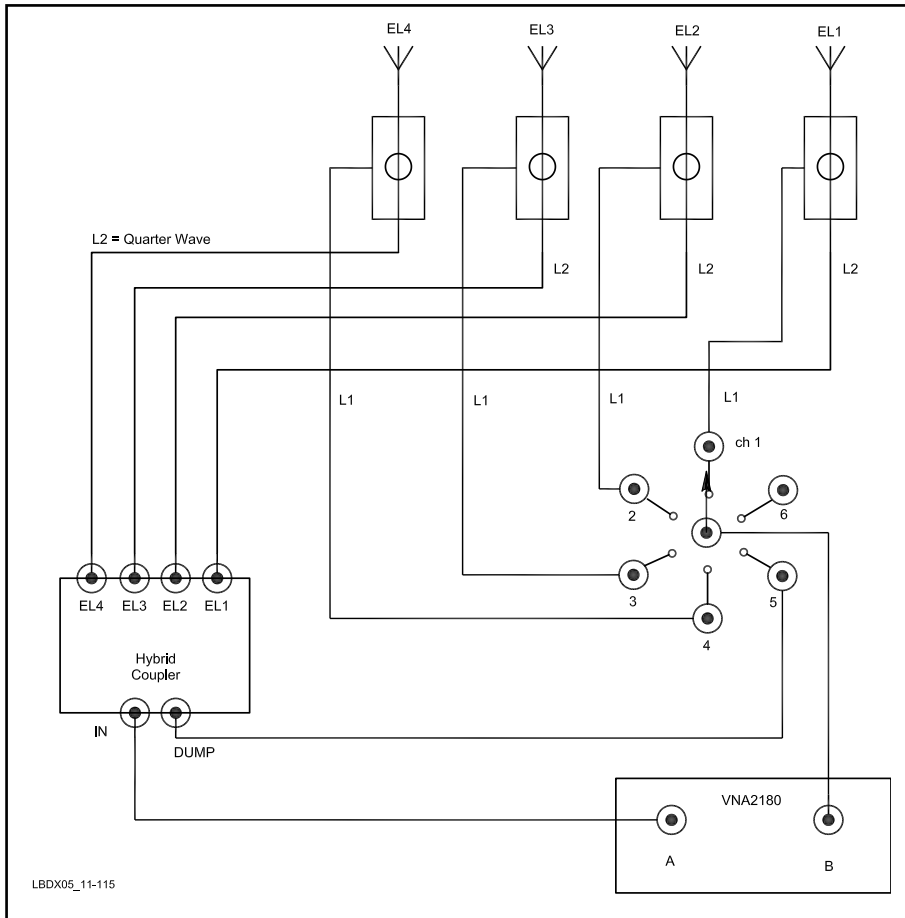 EL4
EL3
EL2
EL1
L2 = Quarter Wave
L2
L2
L2
L1
L1
L1
L1
ch 1
2
6
3
5
4
EL4
EL3
EL2
EL1
Hybrid
Coupler
IN
DUMP
VNA2180
A
B
LBDX05_11-115